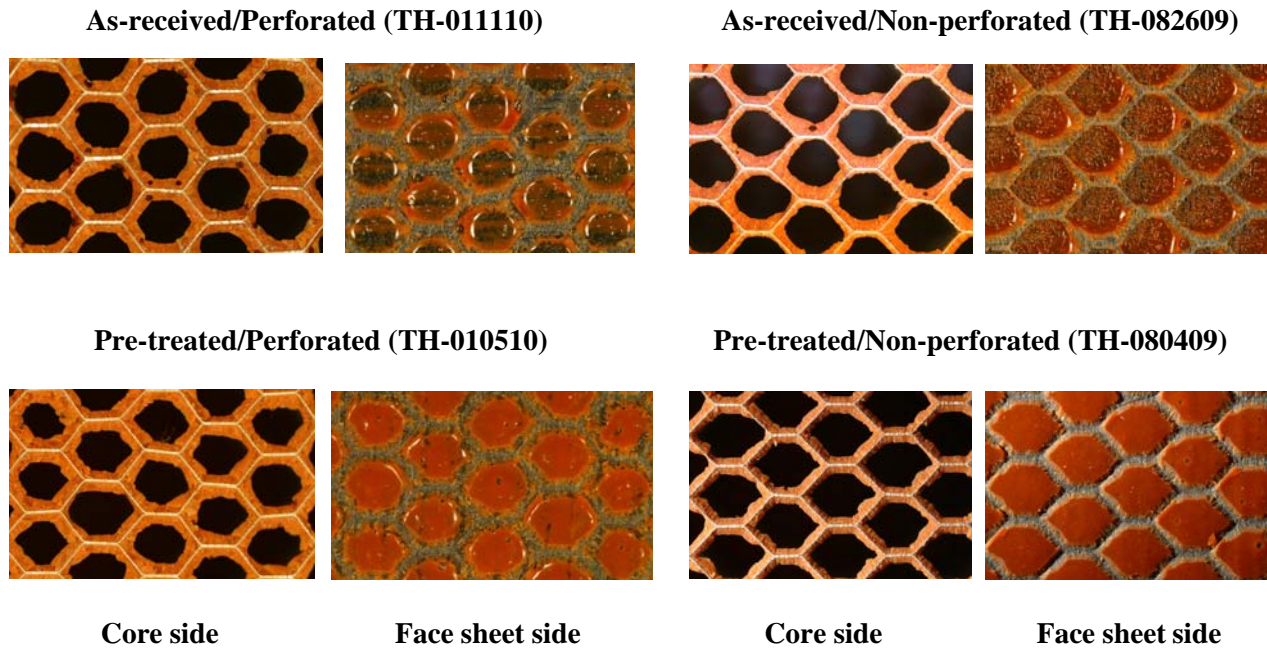 As-received/Perforated (TH-011110)
As-received/Non-perforated (TH-082609)
Pre-treated/Perforated (TH-010510)
Pre-treated/Non-perforated (TH-080409)
Core side
Face sheet side
Core side
Face sheet side